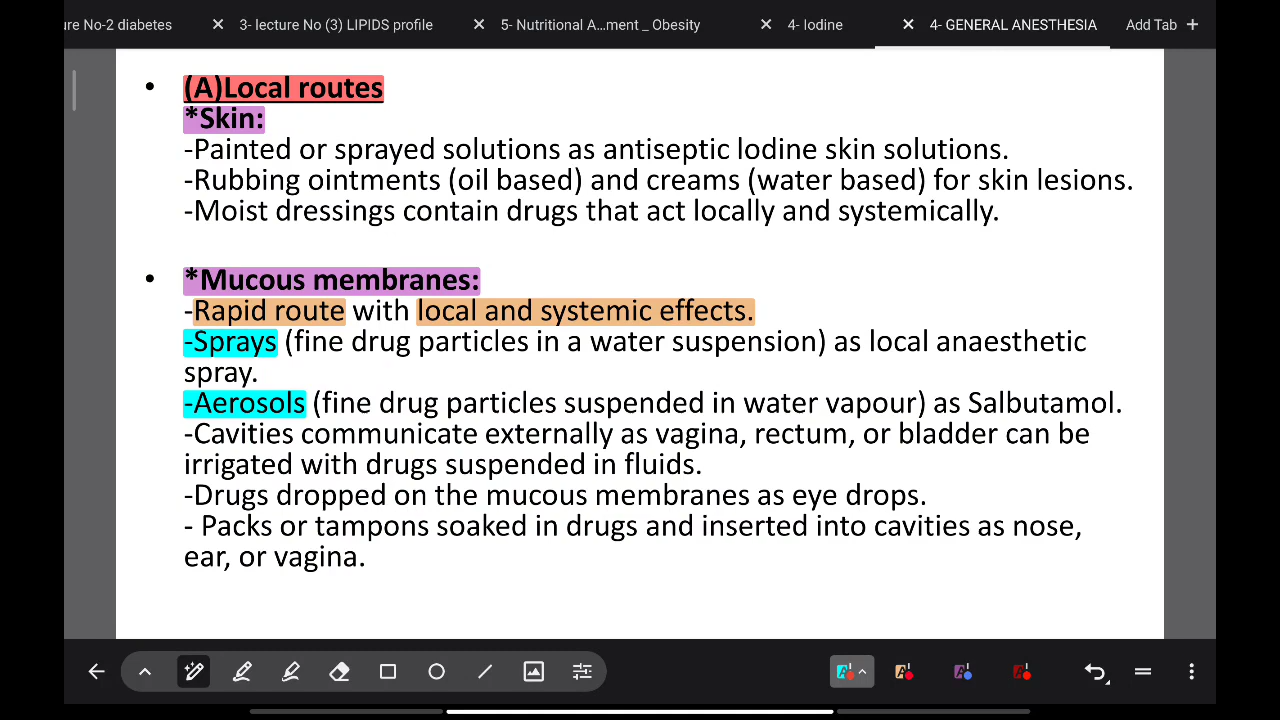 ure No-2 diabetes
3- lecture No (3) LIPIDS profile
5- Nutritional A...ment _ Obesity
4- Iodine
4- GENERAL ANESTHESIA
Add Tab
• (A)Local routes
*Skin:
-Painted or sprayed solutions as antiseptic Iodine skin solutions.
-Rubbing ointments (oil based) and creams (water based) for skin lesions.
-Moist dressings contain drugs that act locally and systemically.
• *Mucous membranes:
-Rapid route with local and systemic effects.
-Sprays (fine drug particles in a water suspension) as local anaesthetic
spray.
-Aerosols (fine drug particles suspended in water vapour) as Salbutamol.
-Cavities communicate externally as vagina, rectum, or bladder can be
irrigated with drugs suspended in fluids.
-Drugs dropped on the mucous membranes as eye drops.
- Packs or tampons soaked in drugs and inserted into cavities as nose,
ear, or vagina.